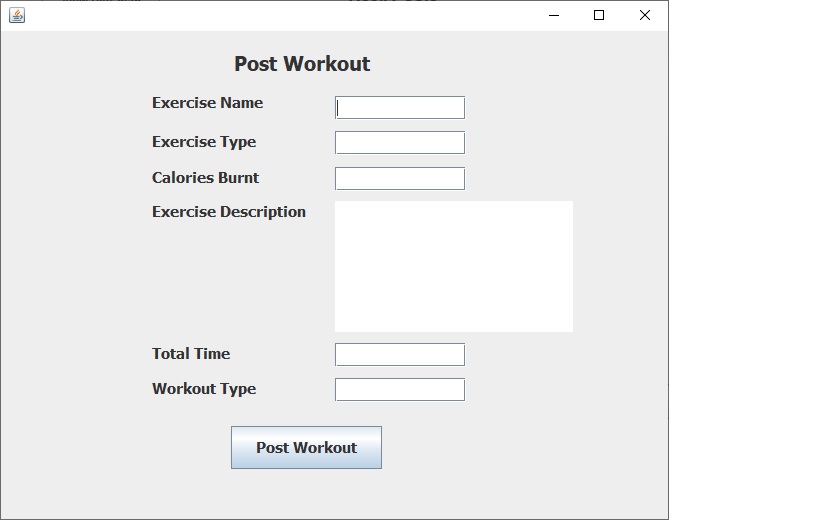 Post Workout
Exercise Name
Exercise Type
Calories Burnt
Exercise Description
Total Time
Workout Type
Post Workout